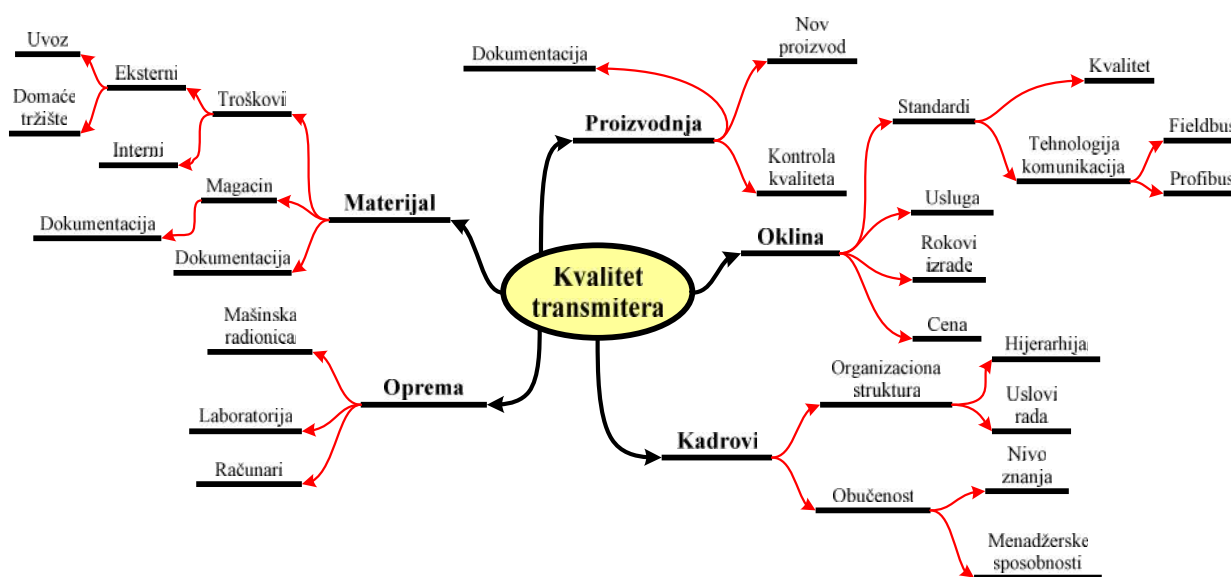 Kvalitet
transmitera
Proizvodnja
Dokumentacija
Nov
proizvod
Kontrola
kvaliteta
Oklina
Standardi
Kvalitet
Tehnologija
komunikacija
Fieldbus
Profibus
Usluga
Rokovi
izrade
Cena
Kadrovi
Organizaciona
struktura
Hijerarhija
Uslovi
rada
Obučenost
Nivo
znanja
Menadžerske
sposobnosti
Oprema
Mašinska
radionica
Laboratorija
Računari
Materijal
Troškovi
Eksterni
Uvoz
Domaće
tržište
Interni
Magacin
Dokumentacija
Dokumentacija